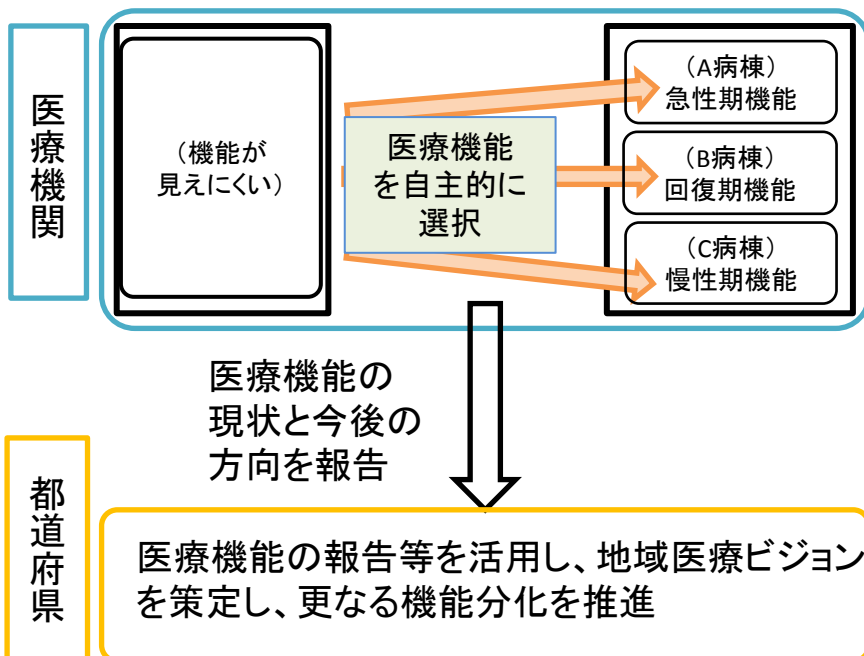 医療機関
（機能が
見えにくい）
医療機能
を自主的に
選択
（A病棟）
急性期機能
（B病棟）
回復期機能
（C病棟）
慢性期機能
医療機能の
現状と今後の
方向を報告
都道府県
医療機能の報告等を活用し、地域医療ビジョン
を策定し、更なる機能分化を推進